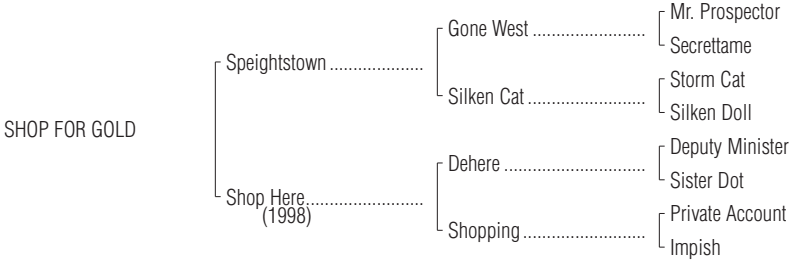 Mr. Prospector
Gone West ........................
Secrettame
Speightstown ....................
Storm Cat
Silken Cat .........................
Silken Doll
SHOP FOR GOLD
Deputy Minister
Dehere ..............................
Sister Dot
Shop Here.........................
(1998)
Private Account
Shopping ..........................
Impish